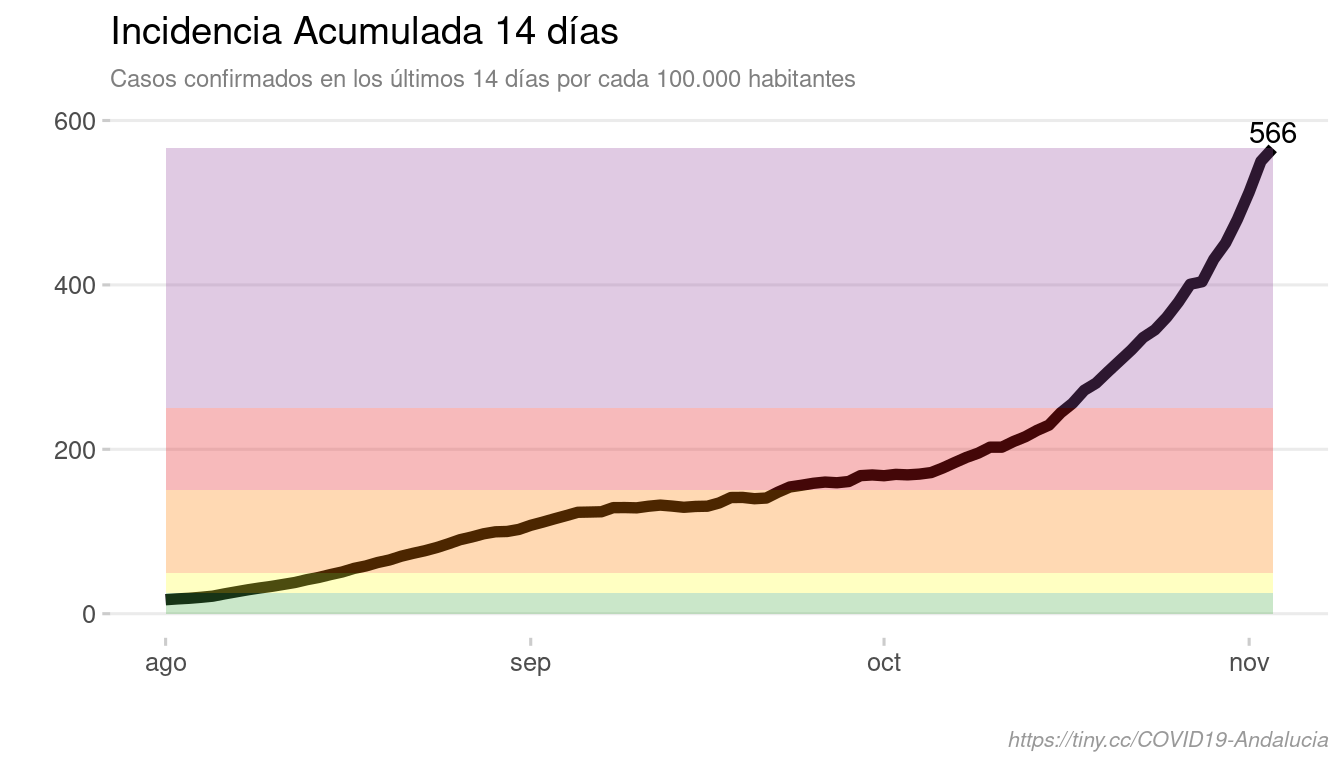 Incidencia Acumulada 14 días
Casos confirmados en los últimos 14 días por cada 100.000 habitantes
600
566
400
200
0
ago sep oct nov
https://tiny.cc/COVID19-Andalucia